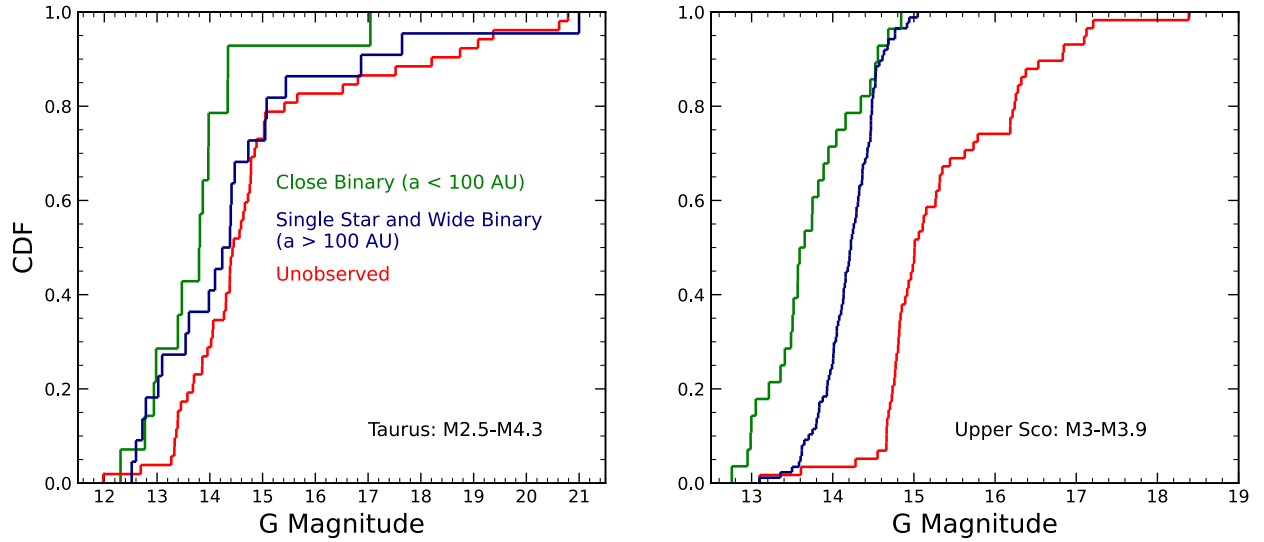 1.0
0.8
0.6
0.4
0.2
0.0
CDF
Close Binary (a < 100 AU)
Single Star and Wide Binary
(a > 100 AU)
Unobserved
Taurus: M2.5-M4.3
12 13 14 15 16 17 18 19 20 21
G Magnitude
1.0
0.8
0.6
0.4
0.2
0.0
Upper Sco: M3-M3.9
13 14 15 16 17 18 19
G Magnitude